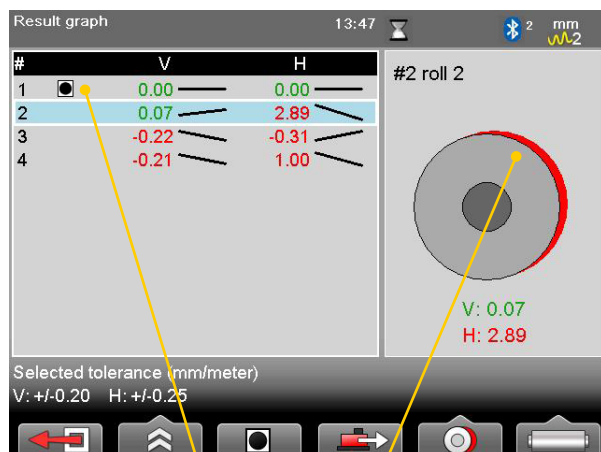 Result graph 13:47 2 mm
2
# V H
1 0.00 0.00
2 0.07 2.89
3 -0.22 -0.31
4 -0.21 1.00
#2 roll 2
V: 0.07
H: 2.89
Selected tolerance (mm/meter)
V: +/-0.20 H: +/-0.25